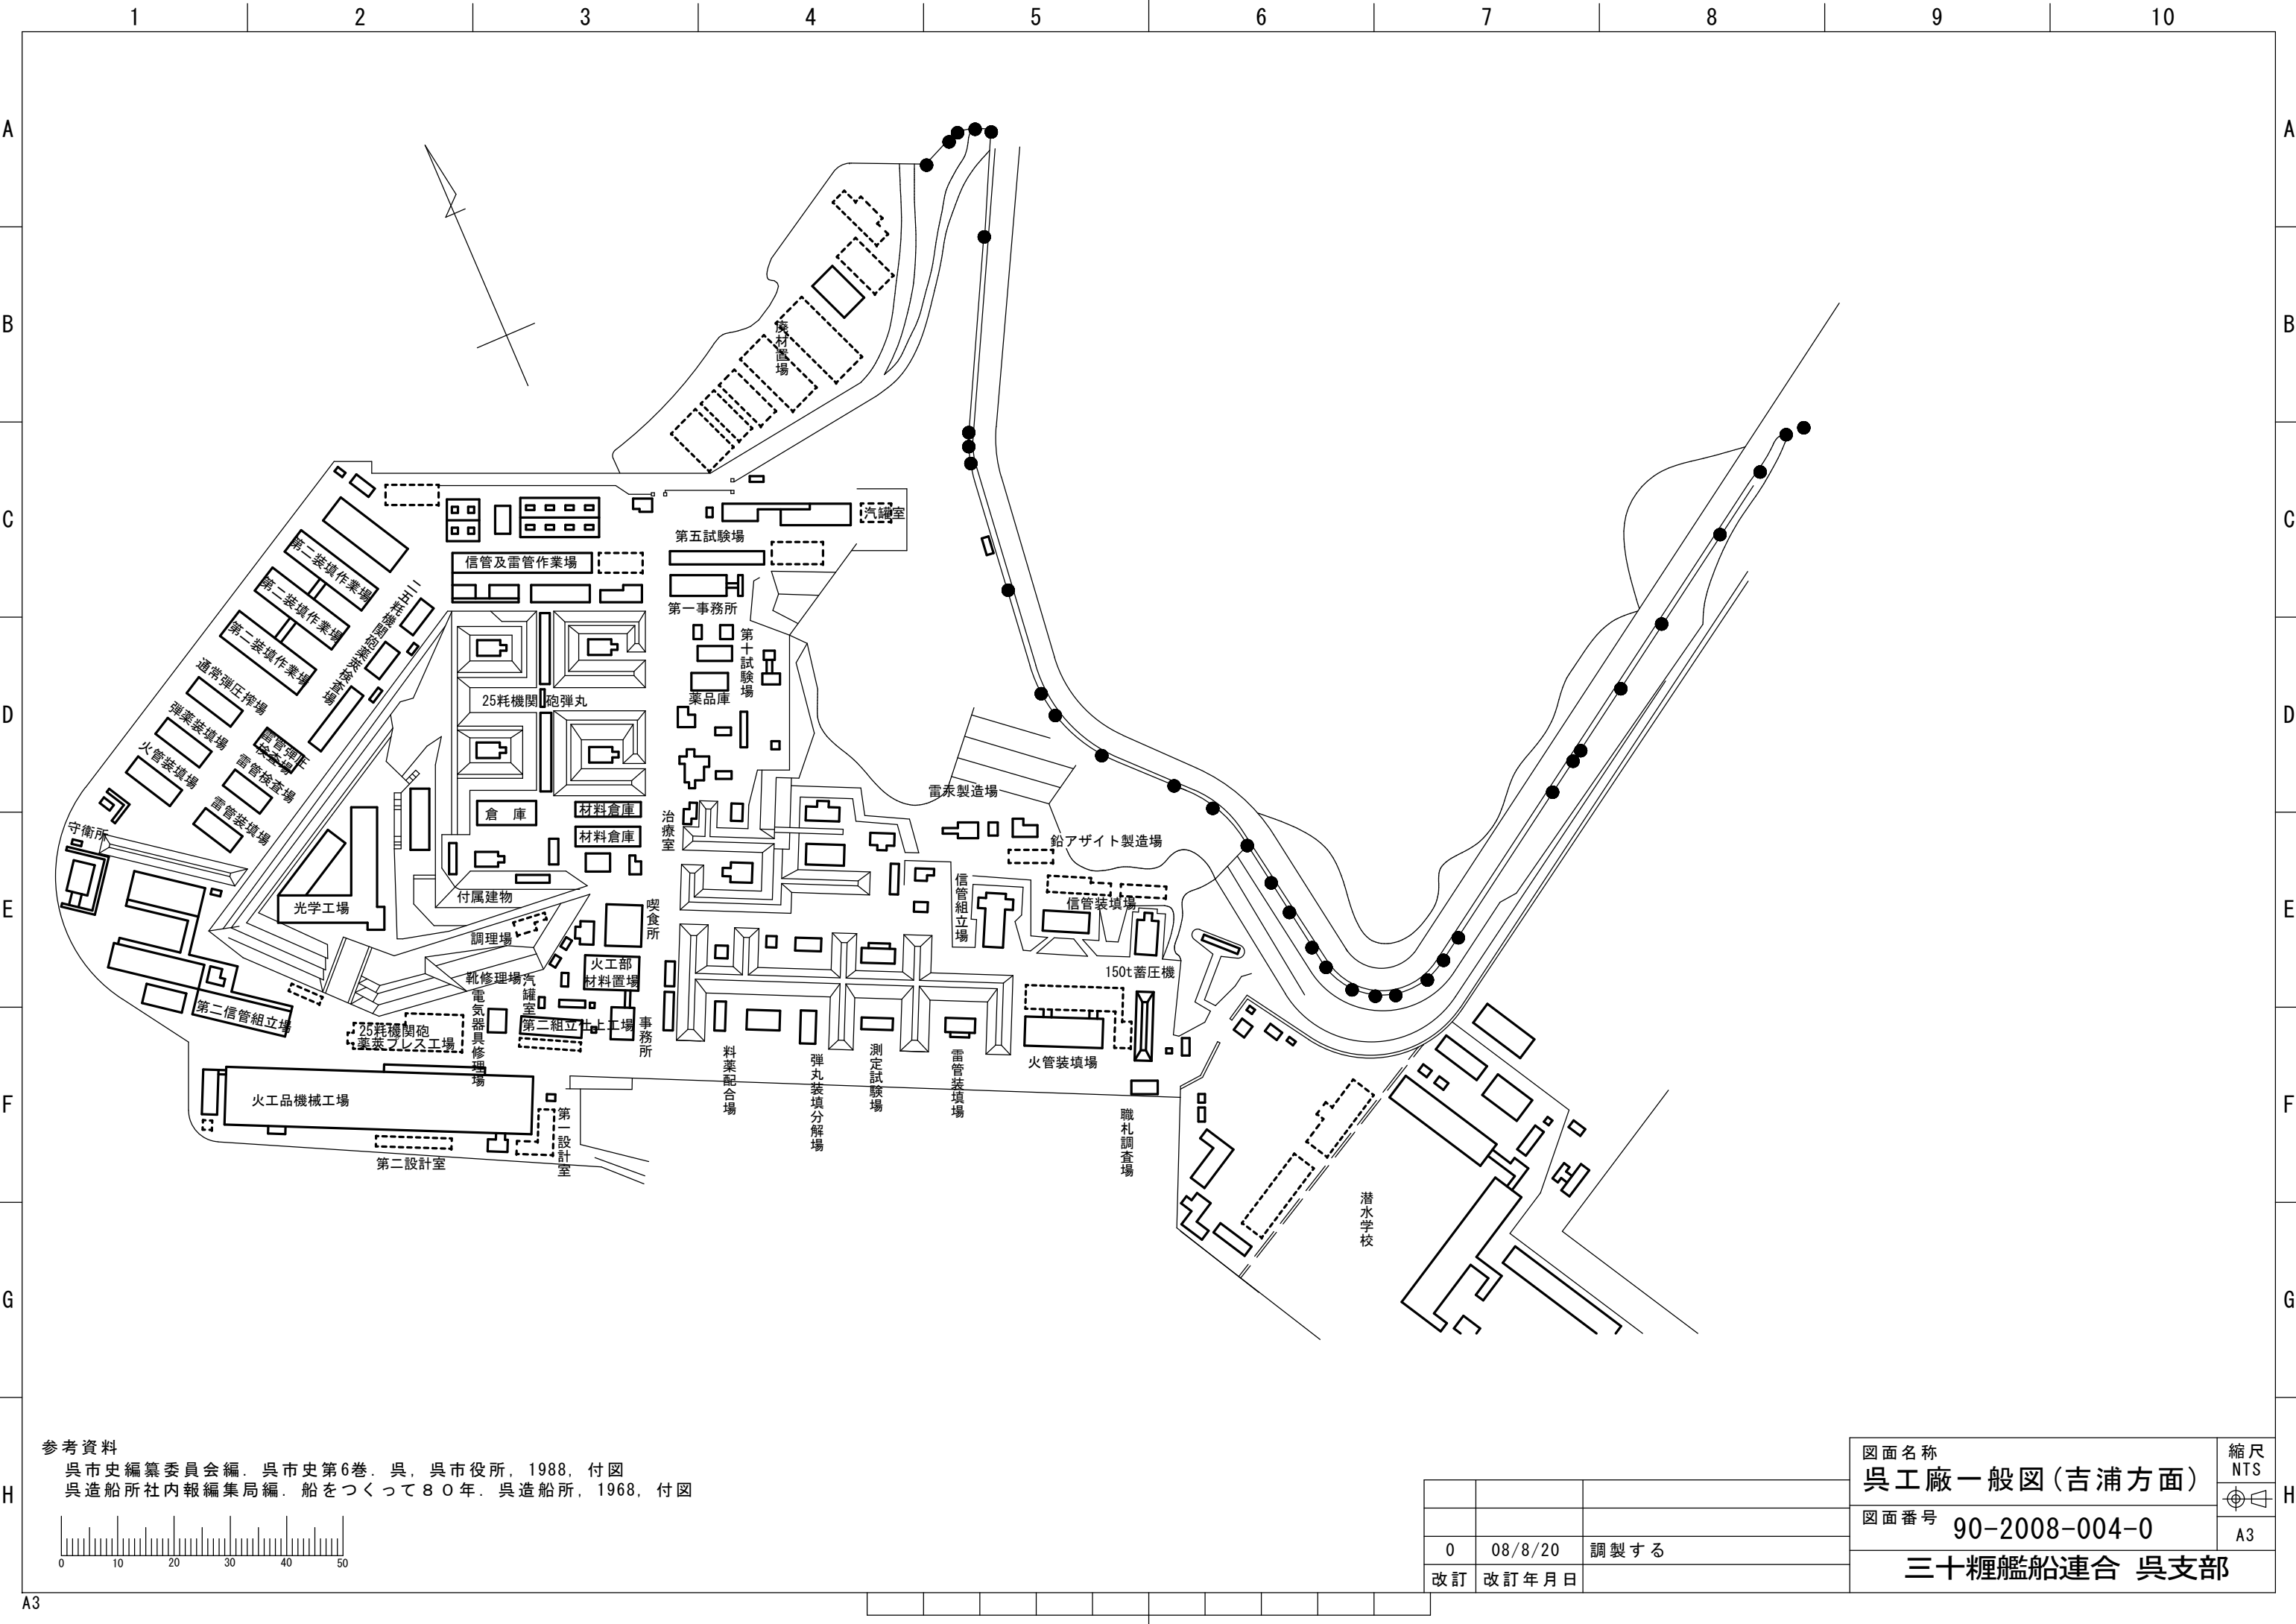 1 2 3 4 5 6 7 8 9 10
A A
B B
C C
D D
E E
F F
G G
H H
廃材置場
汽罐室
第五試験場
信管及雷管作業場
第一事務所
第二装填作業場
第二装填作業場
第二装填作業場
二五粍機関砲薬莢検査場
通常弾圧搾場
弾薬装填場
火管装填場
雷管弾圧
検査場
雷管検査場
雷管装填場
守衛所
第十試験場
薬品庫
25粍機関砲弾丸
倉庫
材料倉庫
材料倉庫
治療室
雷汞製造場
鉛アザイト製造場
光学工場
付属建物
調理場
喫食所
信管組立場
信管装填場
靴修理場
汽罐室
火工部
材料置場
150t蓄圧機
第二信管組立場
25粍機関砲
薬莢プレス工場
電気器具修理場
第二組立仕上工場
事務所
料薬配合場
弾丸装填分解場
測定試験場
雷管装填場
火管装填場
職札調査場
火工品機械工場
第一設計室
第二設計室
潜水学校
参考資料
呉市史編纂委員会編. 呉市史第6巻. 呉, 呉市役所, 1988, 付図
呉造船所社内報編集局編. 船をつくって80年. 呉造船所, 1968, 付図
0 10 20 30 40 50
図面名称
呉工廠一般図(吉浦方面)
縮尺
NTS
図面番号 90-2008-004-0
A3
0 08/8/20 調製する
改訂 改訂年月日
三十糎艦船連合 呉支部
A3